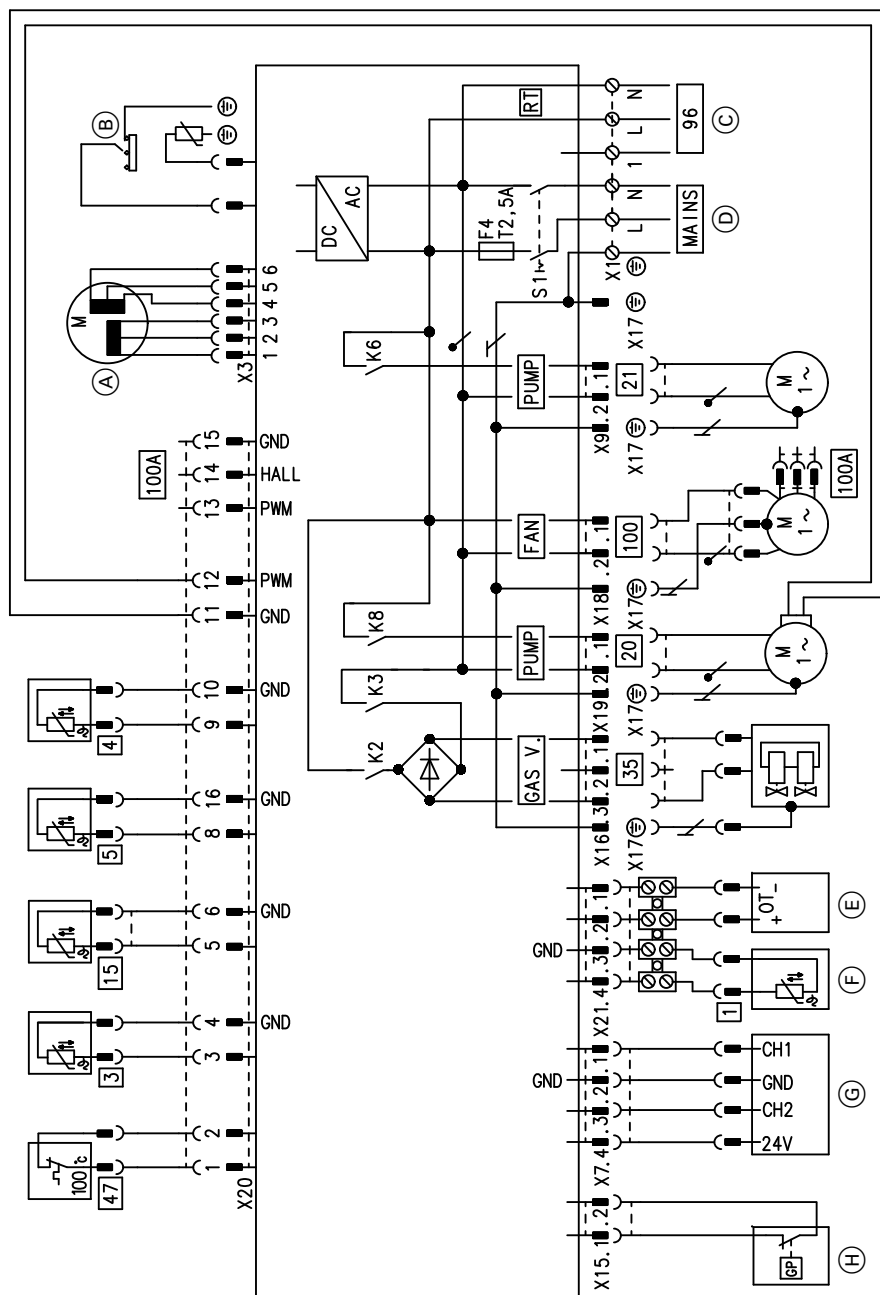 B
RT
N
L
1
96
C
DC
AC
F4
T2,5A
S1
N
L
X1
MAINS
D
M
A
X3
1
2
3
4
5
6
X17
K6
PUMP
X9
.2
.1
21
X17
M
1~
100A
13
14
15
PWM
HALL
GND
FAN
X18
.2
.1
100
X17
M
1~
100A
11
12
GND
PWM
K8
K3
K2
PUMP
X19
.2
.1
20
X17
M
1~
4
9
10
GND
GAS V.
X16
.3
.2
.1
35
X17
5
8
16
GND
15
5
6
GND
GND
X21
.4
.3
.2
.1
+ OT -
E
1
F
3
3
4
GND
GND
X7
.4
.3
.2
.1
CH1
GND
CH2
24V
G
100°C
47
1
2
X20
X15
.1
.2
GP
H